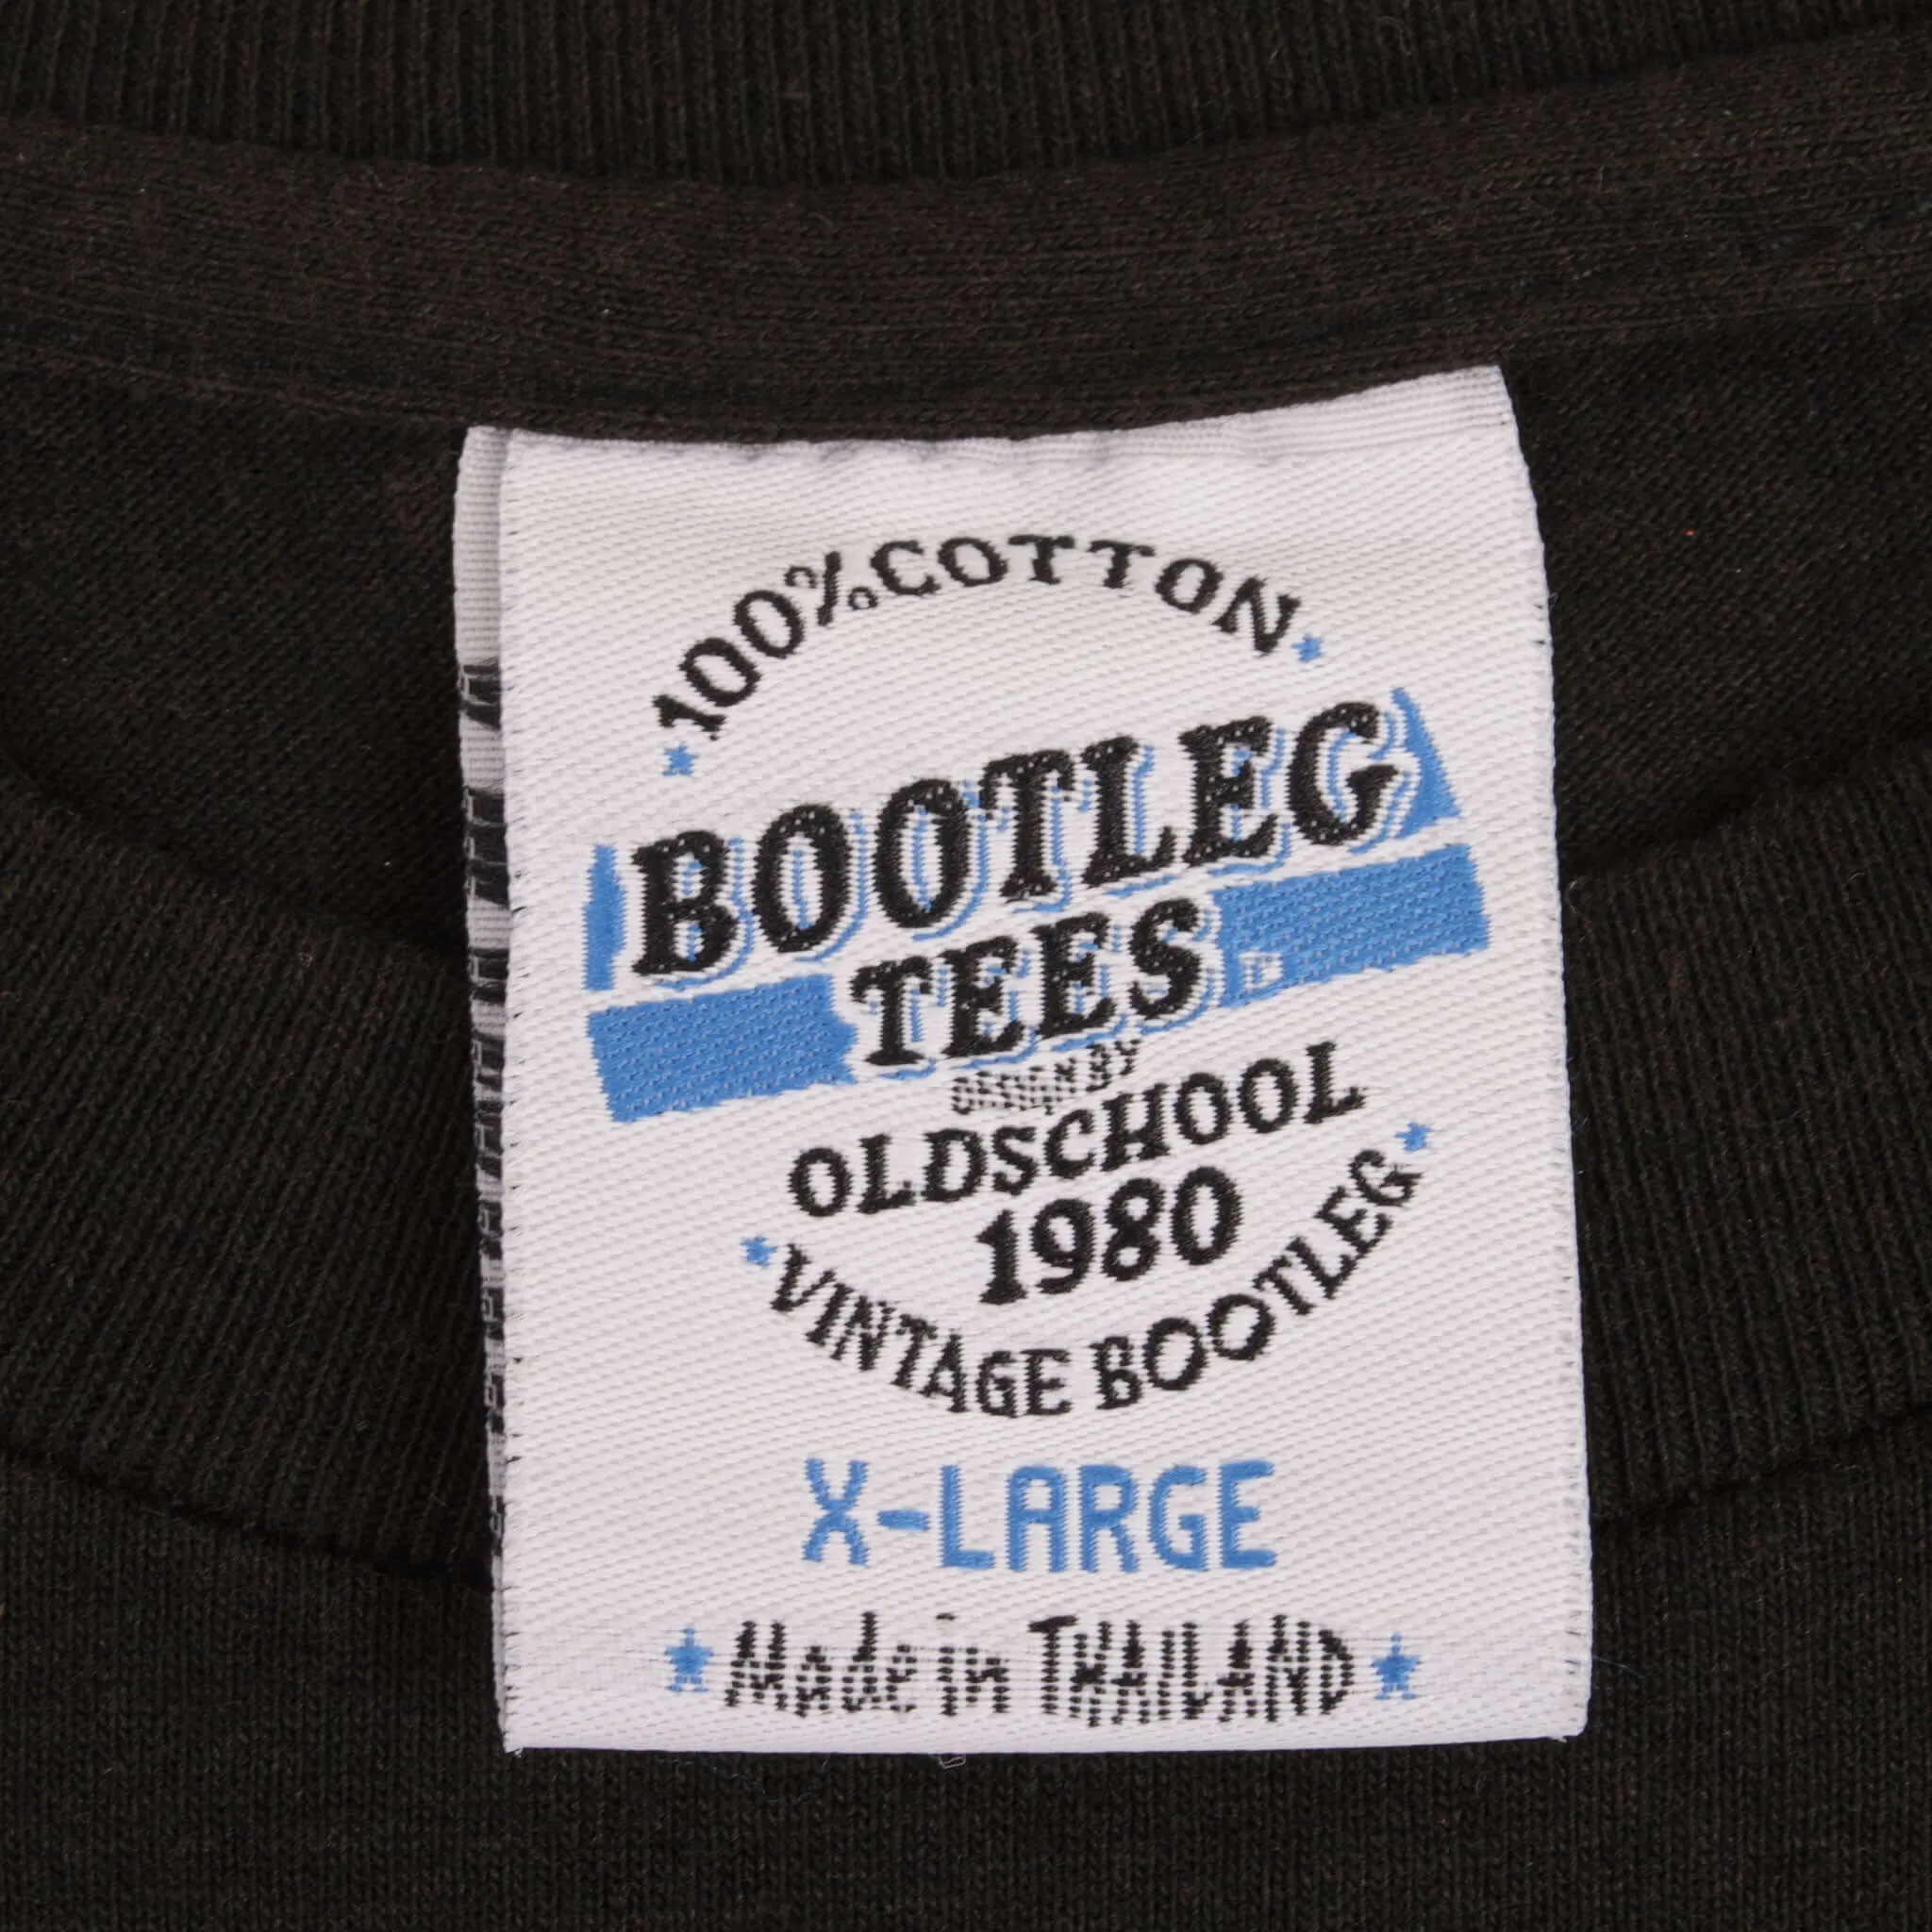 100% COTTON
BOOTLEG
TEES
DESIGN BY
OLDSCHOOL
1980
VINTAGE BOOTLEG
X-LARGE
Made in THAILAND